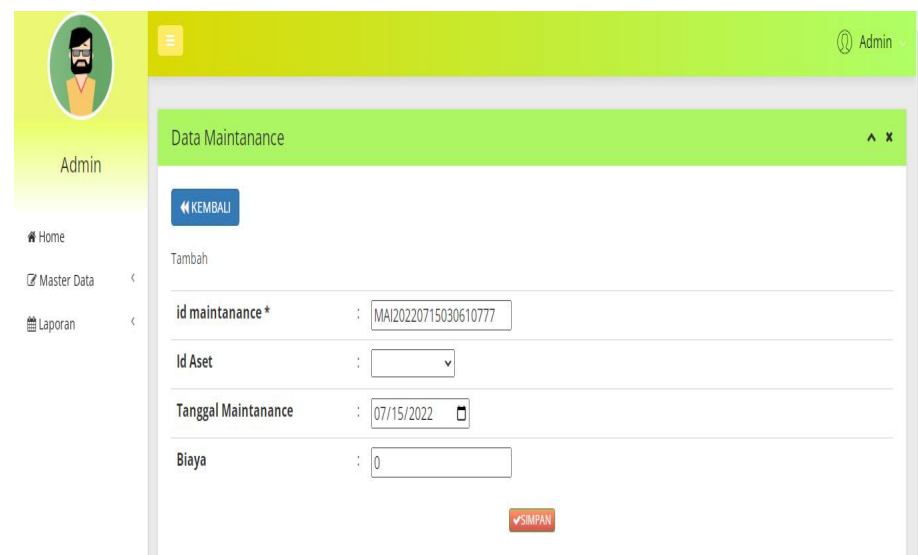 Admin
Admin
Home
Master Data
Laporan
Data Maintanance
KEMBALI
Tambah
id maintanance * : MAI20220715030610777
Id Aset :
Tanggal Maintanance : 07/15/2022
Biaya : 0
SIMPAN